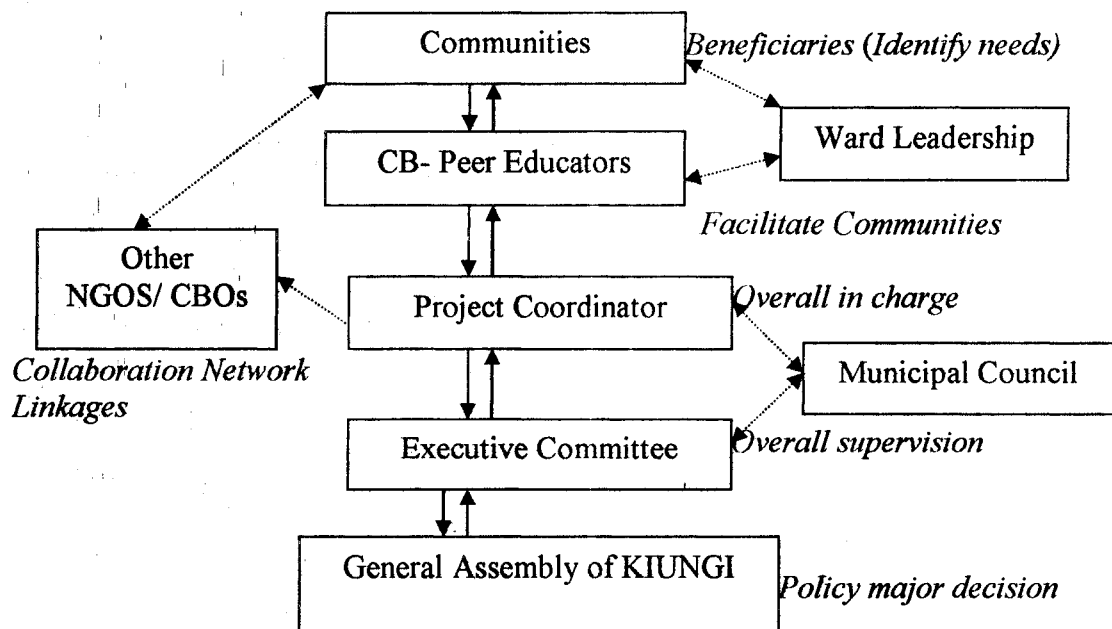 Communities
Beneficiaries (Identify needs)
Ward Leadership
CB- Peer Educators
Facilitate Communities
Other
NGOS/ CBOs
Project Coordinator
Overall in charge
Collaboration Network
Linkages
Municipal Council
Executive Committee
Overall supervision
General Assembly of KIUNGI
Policy major decision